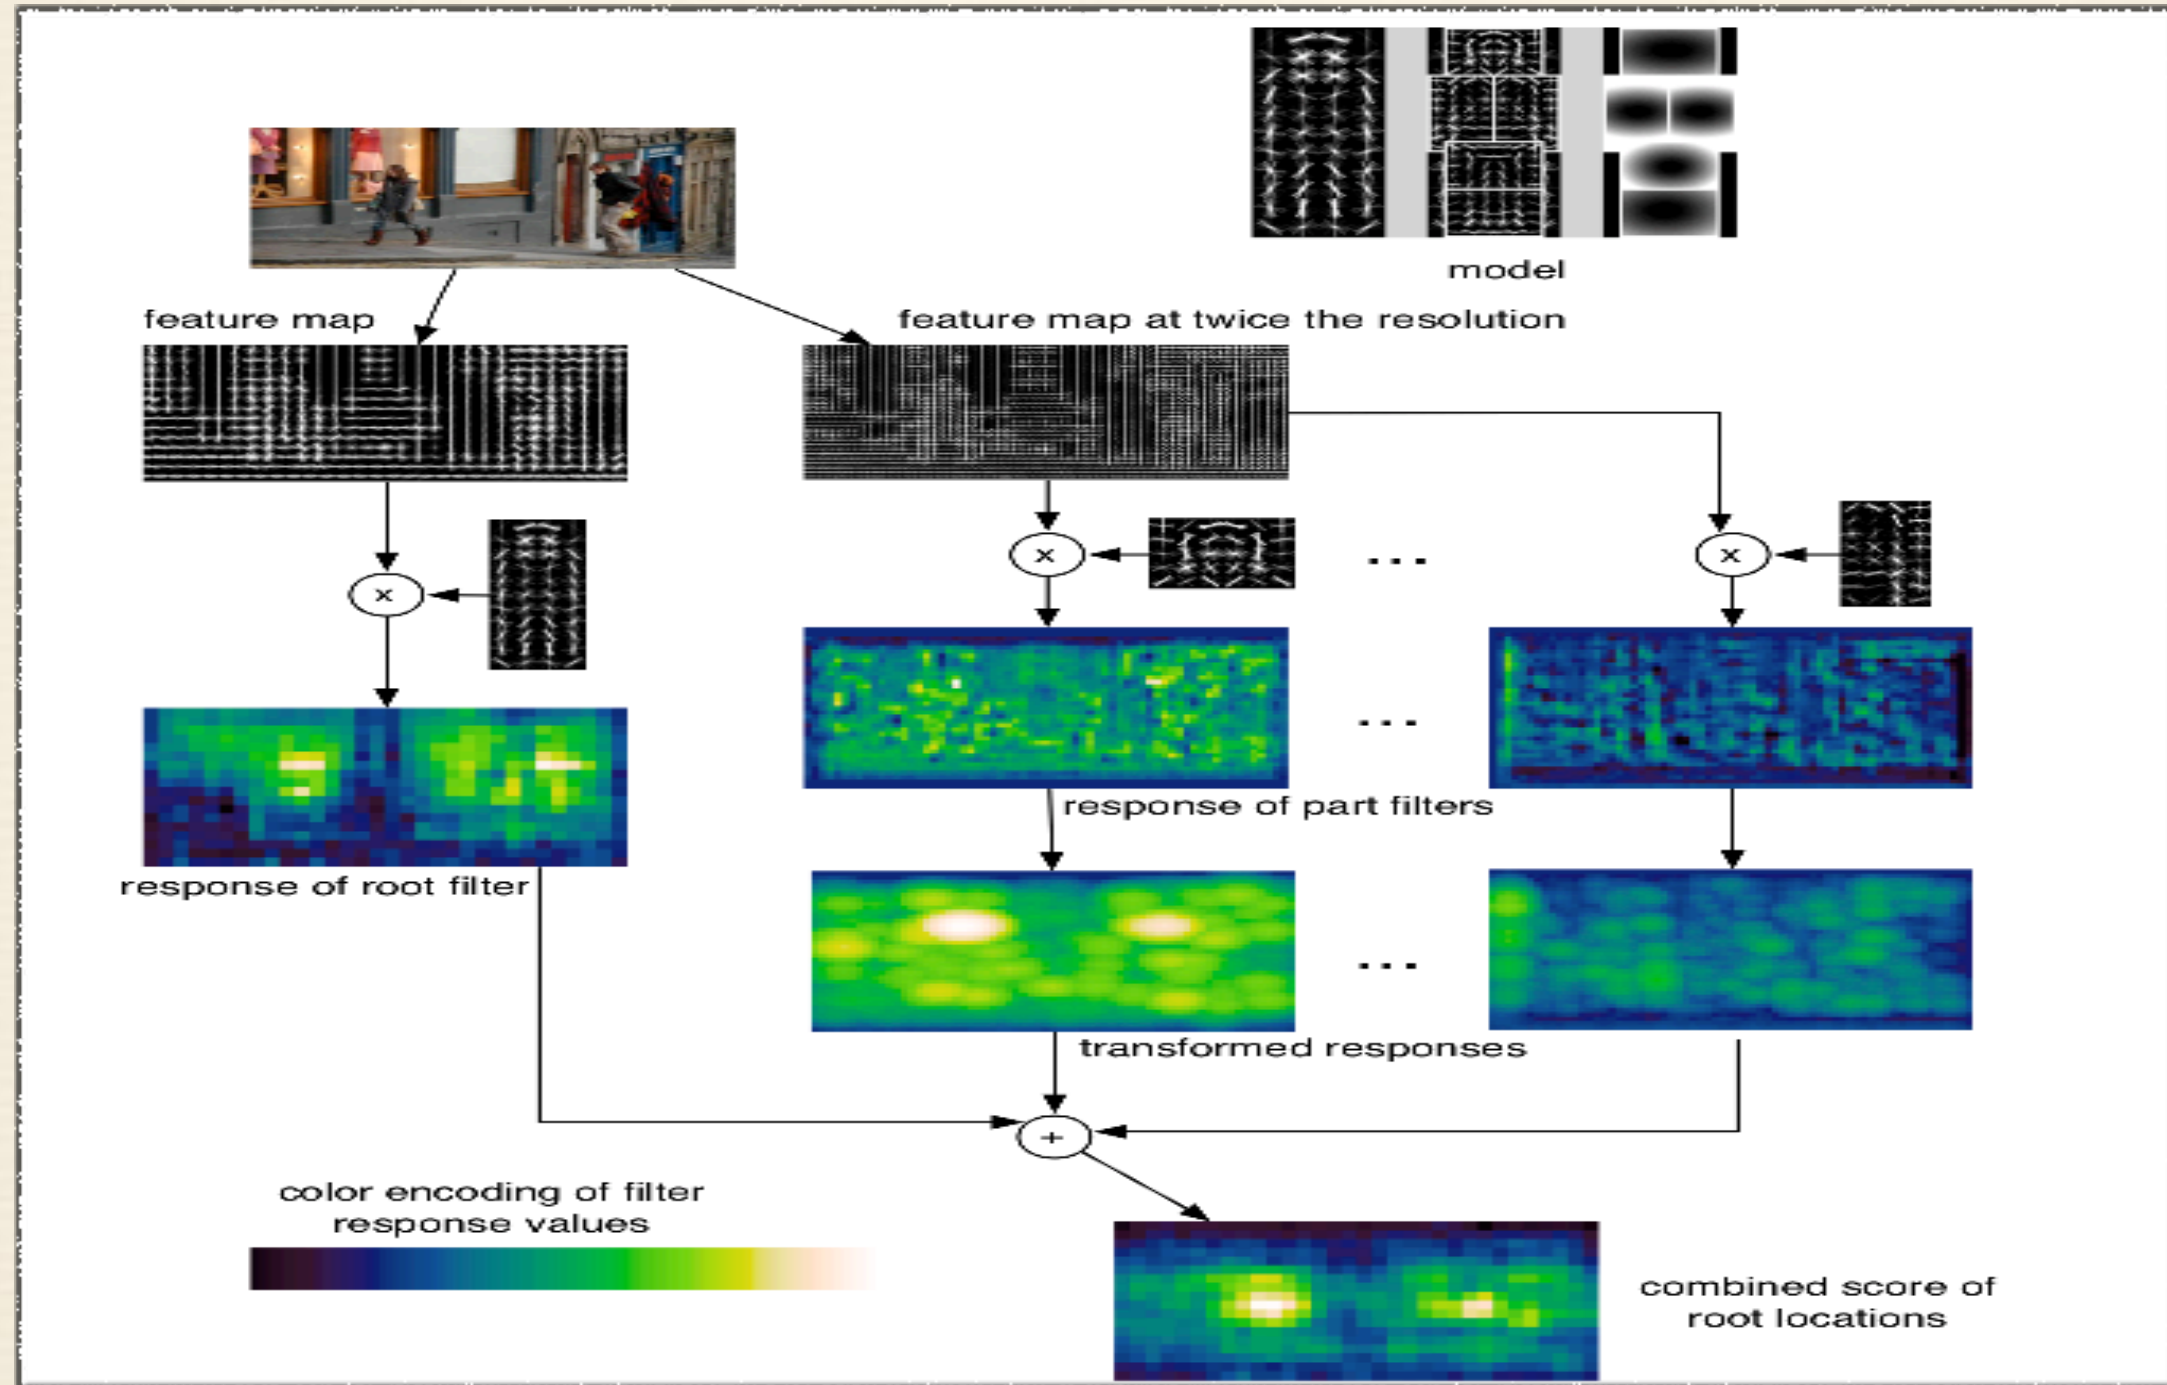 model
feature map
feature map at twice the resolution
x
x
x
...
response of part filters
...
response of root filter
...
transformed responses
+
color encoding of filter
response values
combined score of
root locations